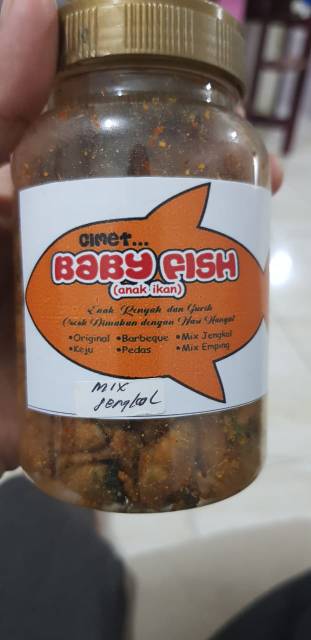 Cimet...
BABY FISH
(anak ikan)
Enak Renyah dan Gurih
Cocok Dimakan dengan Nasi Hangat
•Original •Barbeque •Mix Jengkol
•Keju •Pedas •Mix Emping
Mix
Jengkol